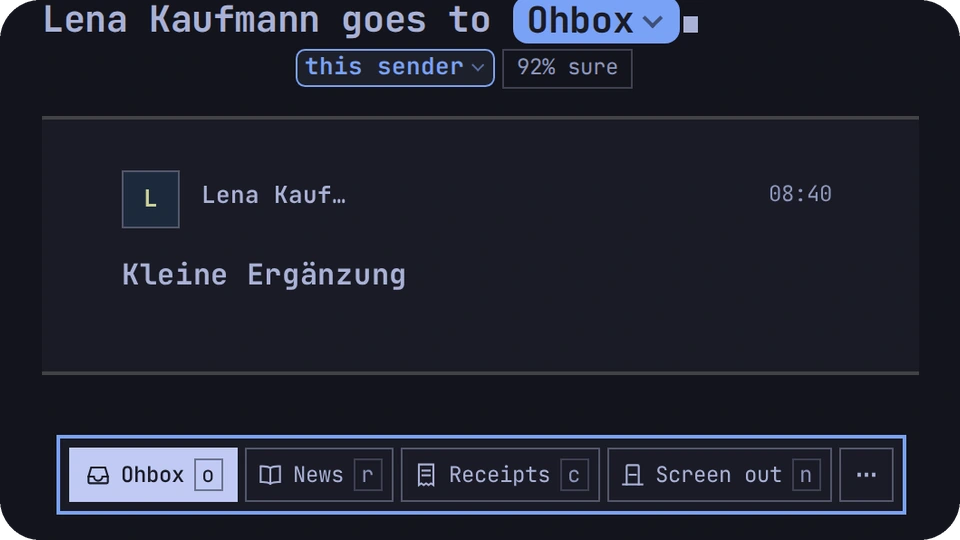 Lena Kaufmann goes to Ohbox
this sender 92% sure
L Lena Kauf… 08:40
Kleine Ergänzung
Ohbox o News r Receipts c Screen out n ···